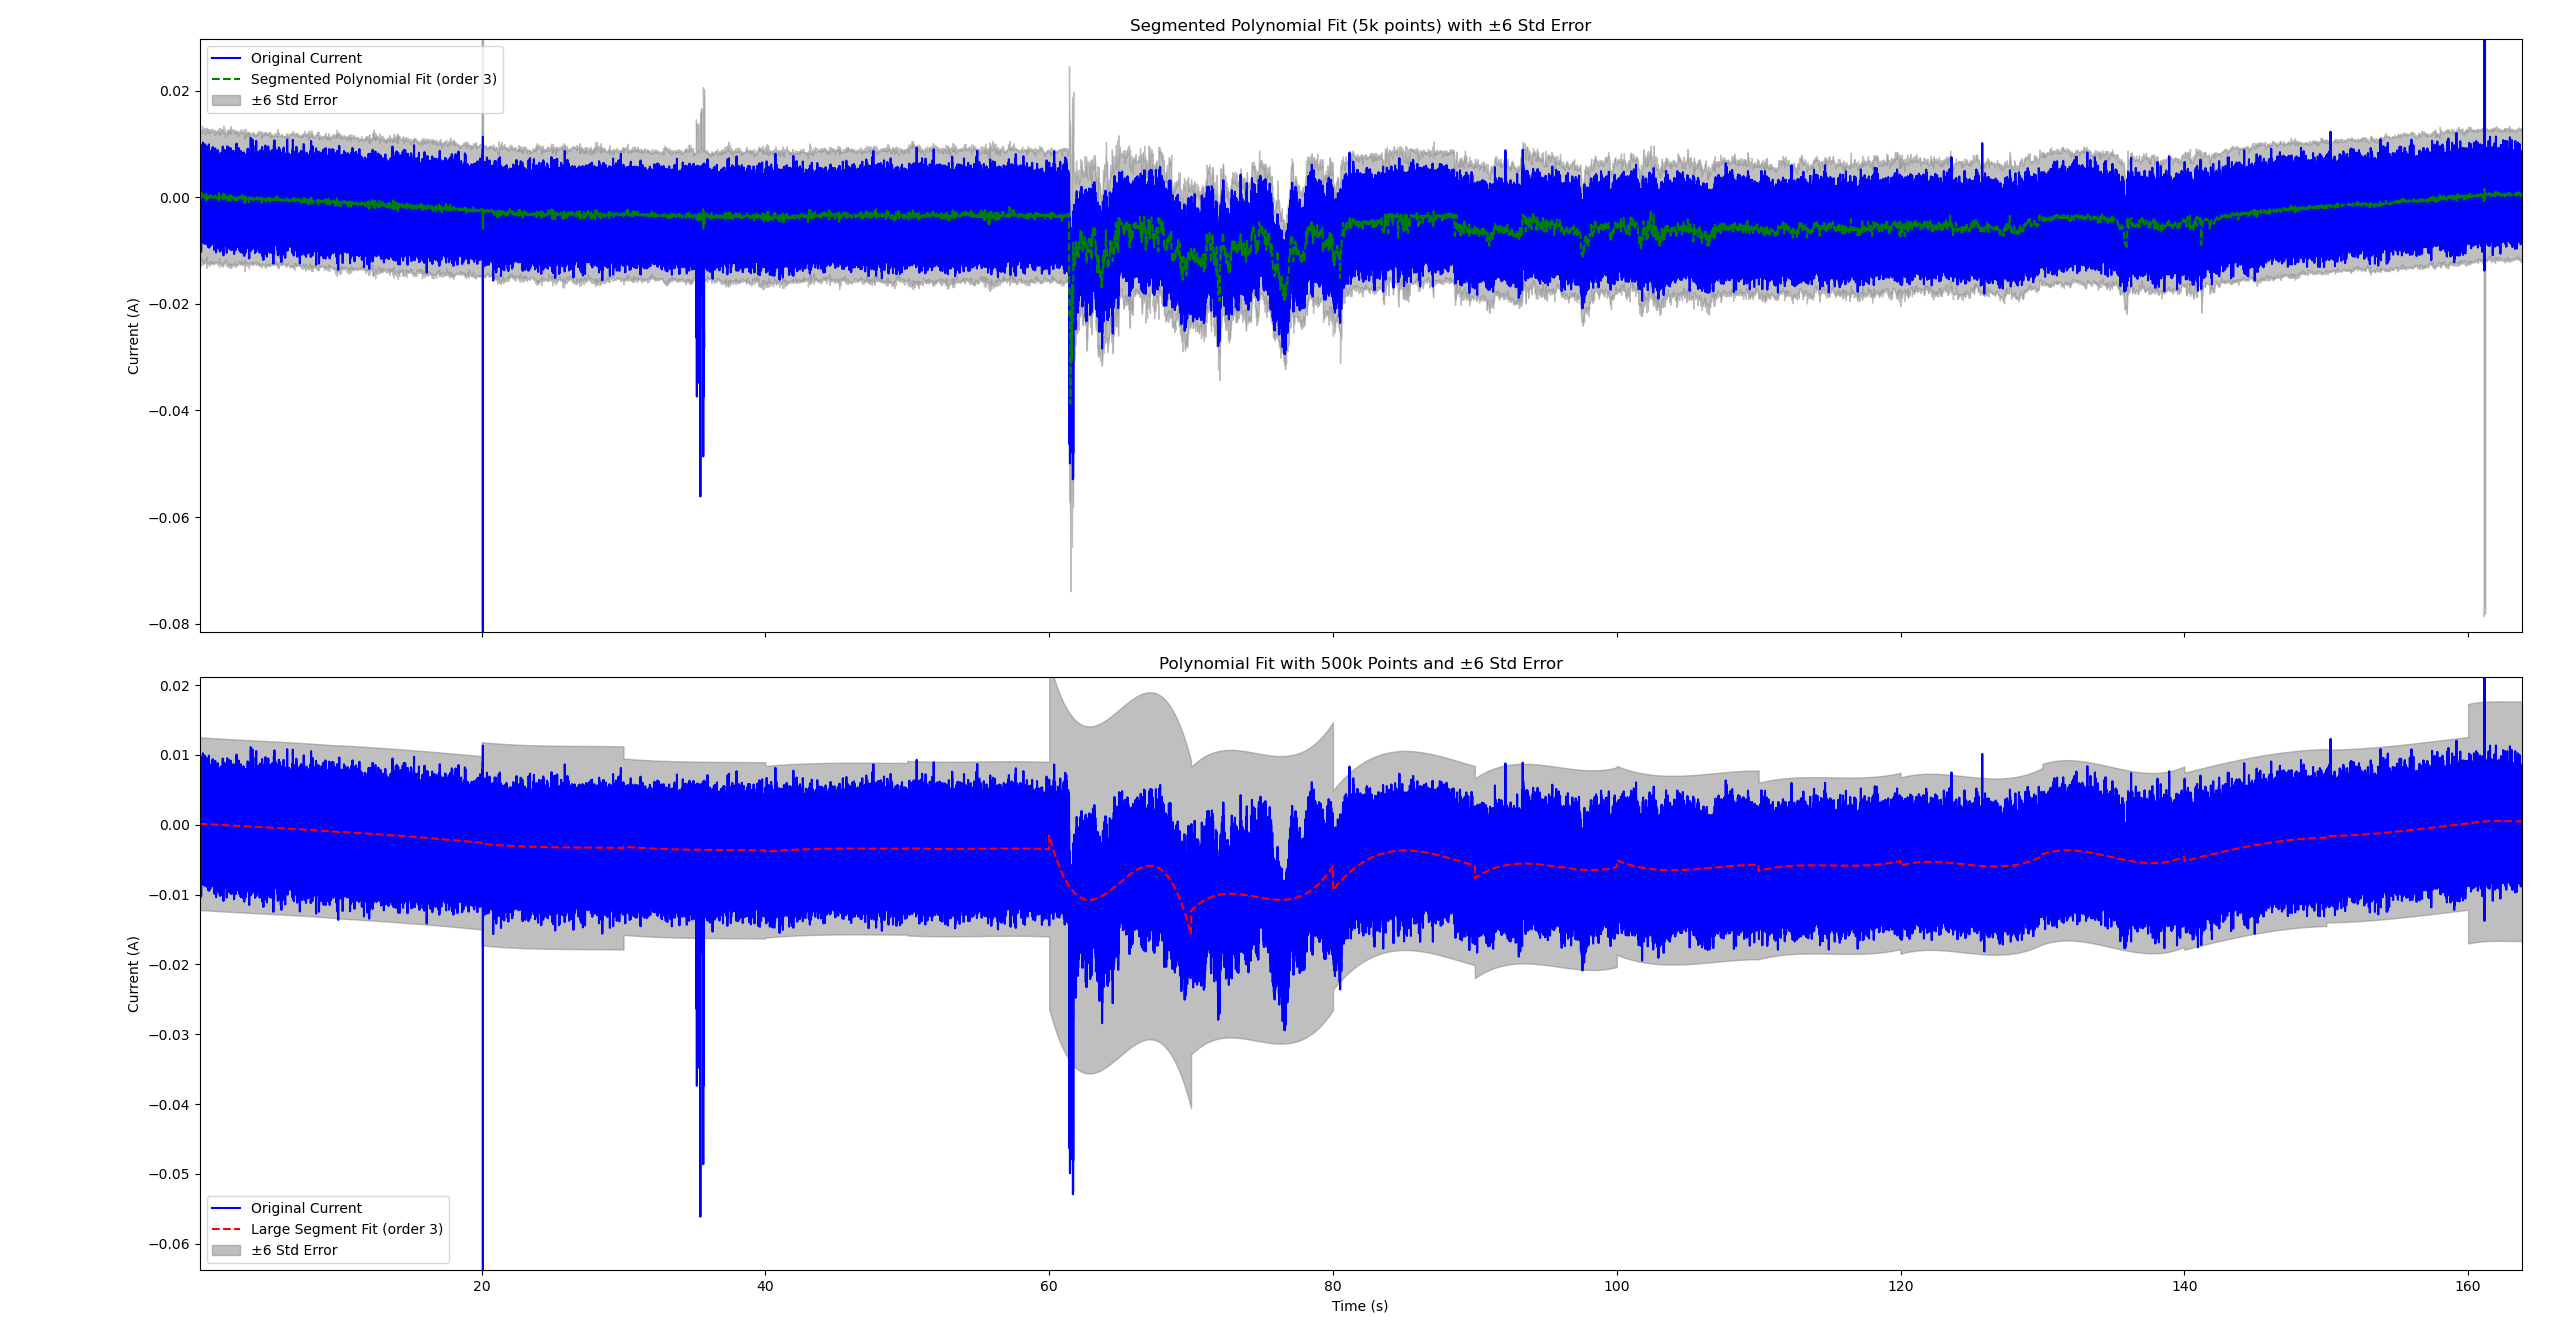 Segmented Polynomial Fit (5k points) with ±6 Std Error
Original Current
Segmented Polynomial Fit (order 3)
±6 Std Error
0.02
0.00
−0.02
−0.04
−0.06
−0.08
Current (A)
Polynomial Fit with 500k Points and ±6 Std Error
0.02
0.01
0.00
−0.01
−0.02
−0.03
−0.04
−0.05
−0.06
Current (A)
Original Current
Large Segment Fit (order 3)
±6 Std Error
20 40 60 80 100 120 140 160
Time (s)